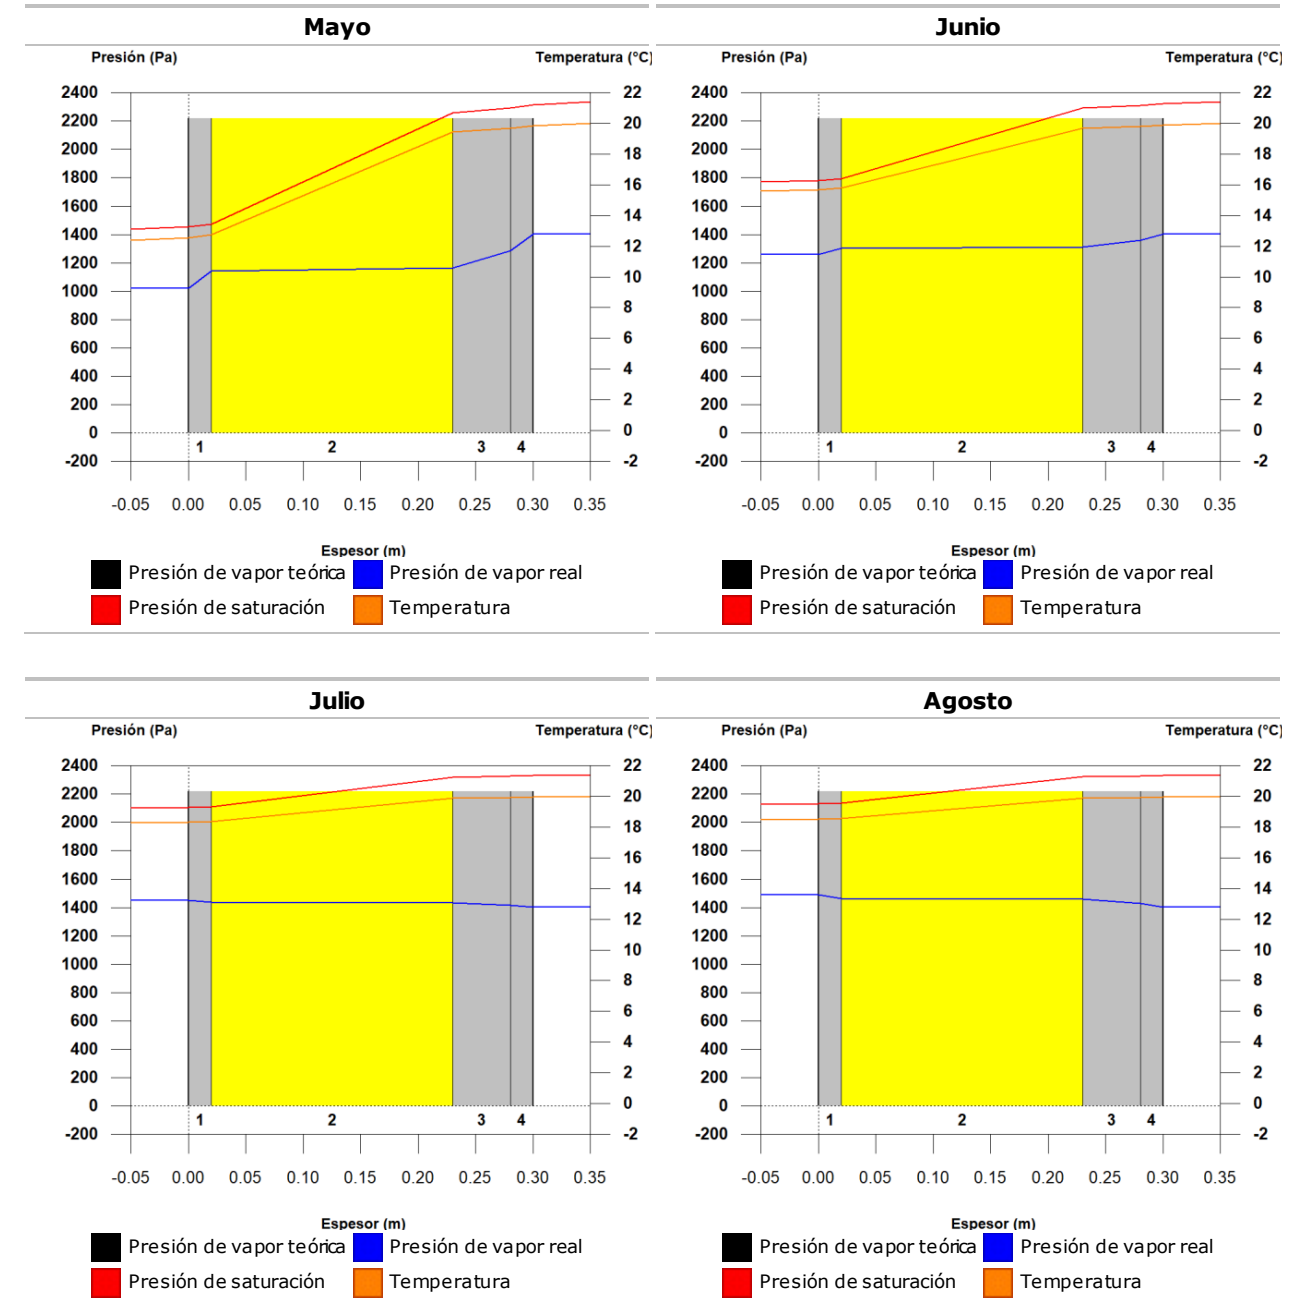 Mayo
Presión (Pa) Temperatura (°C)
2400 22
2200 20
2000 18
1800 16
1600 14
1400 12
1200 10
1000 8
800 6
600 4
400 2
200 0
0 -2
-200
1 2 3 4
-0.05 0.00 0.05 0.10 0.15 0.20 0.25 0.30 0.35
Espesor (m)
Presión de vapor teórica Presión de vapor real
Presión de saturación Temperatura
Junio
Presión (Pa) Temperatura (°C)
2400 22
2200 20
2000 18
1800 16
1600 14
1400 12
1200 10
1000 8
800 6
600 4
400 2
200 0
0 -2
-200
1 2 3 4
-0.05 0.00 0.05 0.10 0.15 0.20 0.25 0.30 0.35
Espesor (m)
Presión de vapor teórica Presión de vapor real
Presión de saturación Temperatura
Julio
Presión (Pa) Temperatura (°C)
2400 22
2200 20
2000 18
1800 16
1600 14
1400 12
1200 10
1000 8
800 6
600 4
400 2
200 0
0 -2
-200
1 2 3 4
-0.05 0.00 0.05 0.10 0.15 0.20 0.25 0.30 0.35
Espesor (m)
Presión de vapor teórica Presión de vapor real
Presión de saturación Temperatura
Agosto
Presión (Pa) Temperatura (°C)
2400 22
2200 20
2000 18
1800 16
1600 14
1400 12
1200 10
1000 8
800 6
600 4
400 2
200 0
0 -2
-200
1 2 3 4
-0.05 0.00 0.05 0.10 0.15 0.20 0.25 0.30 0.35
Espesor (m)
Presión de vapor teórica Presión de vapor real
Presión de saturación Temperatura